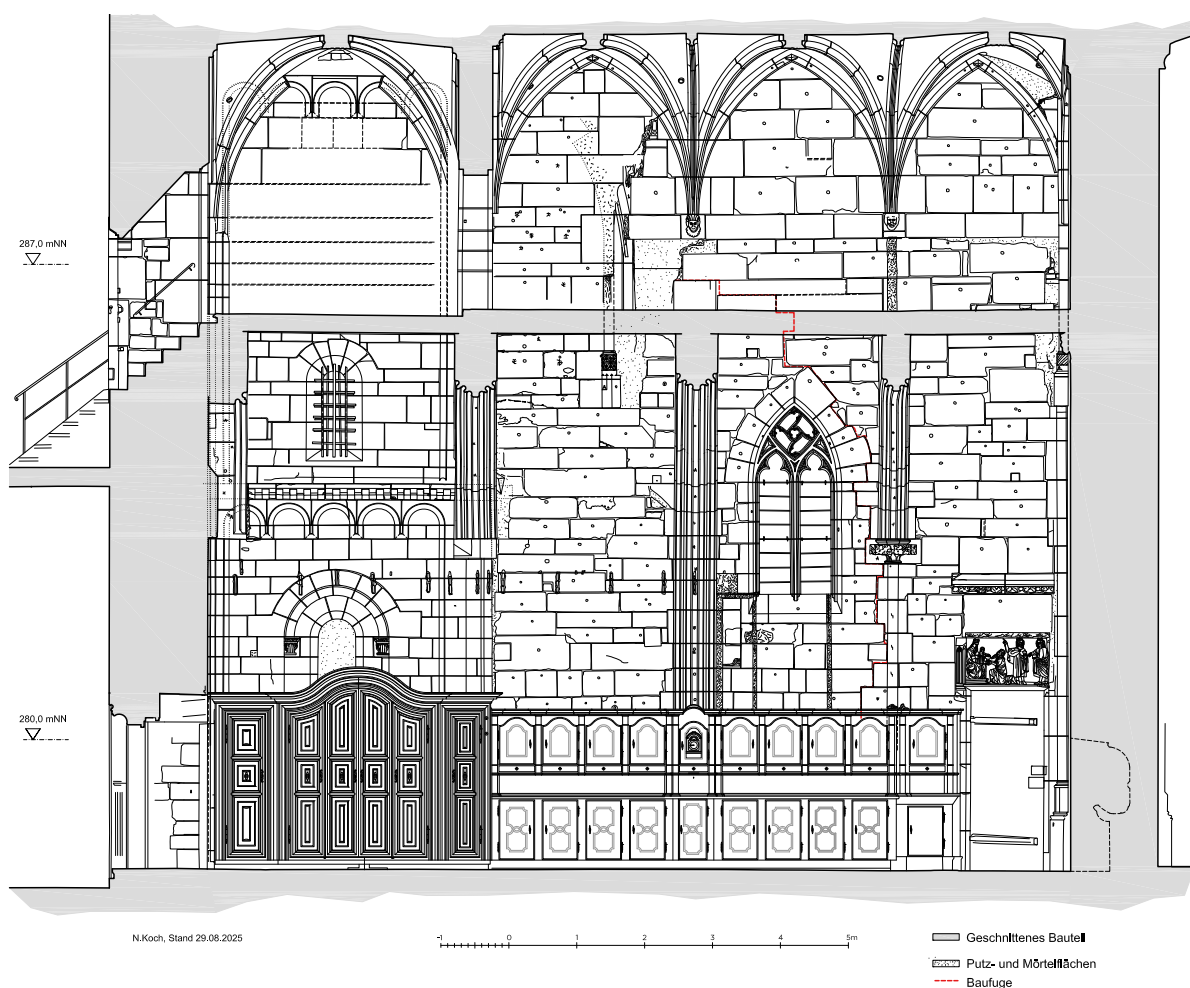 287,0 mNN
280,0 mNN
N.Koch, Stand 29.08.2025
-1 0 1 2 3 4 5m
Geschnittenes Bauteil
Putz- und Mörtelflächen
Baufuge